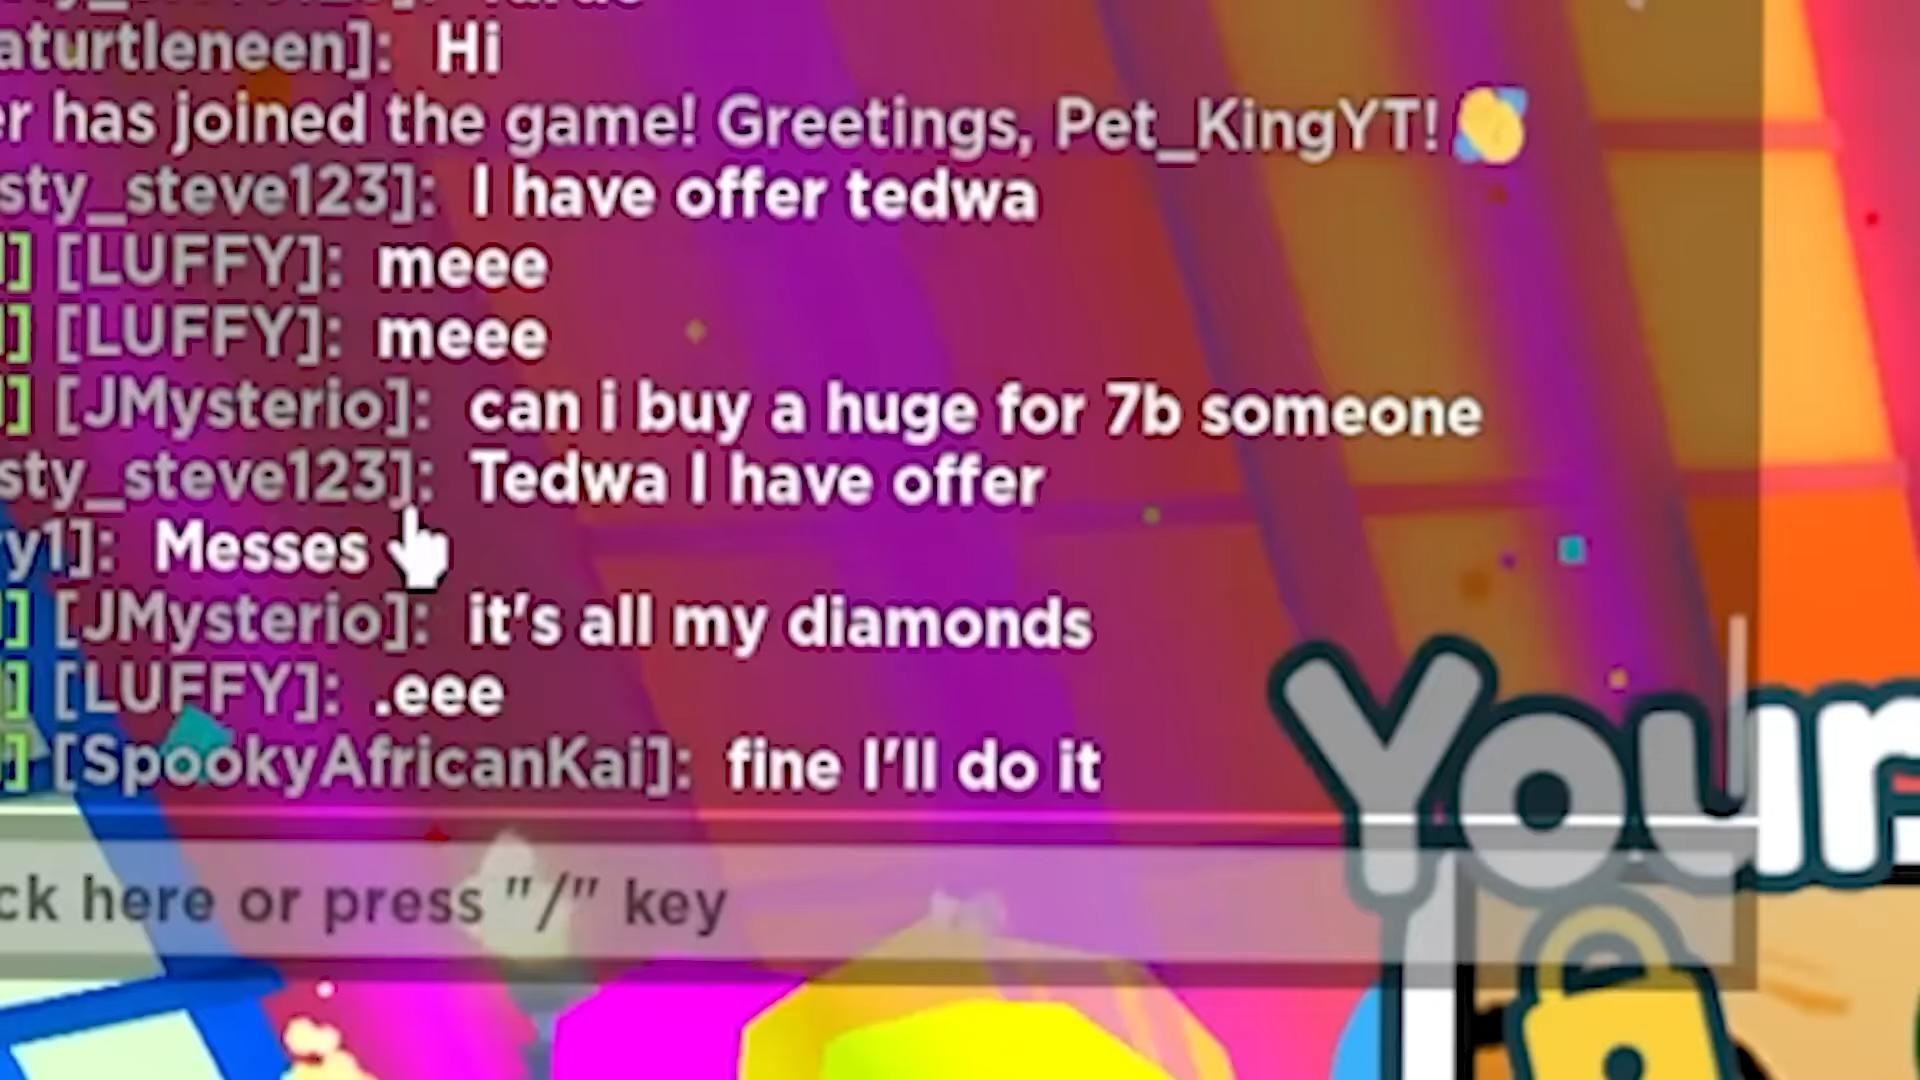 aturtleneen]: Hi
er has joined the game! Greetings, Pet_KingYT!
sty_steve123]: I have offer tedwa
] [LUFFY]: meee
] [LUFFY]: meee
] [JMysterio]: can i buy a huge for 7b someone
sty_steve123]: Tedwa I have offer
y1]: Messes
] [JMysterio]: it's all my diamonds
] [LUFFY]: .eee
] [SpookyAfricanKai]: fine I'll do it
Your
ck here or press "/" key